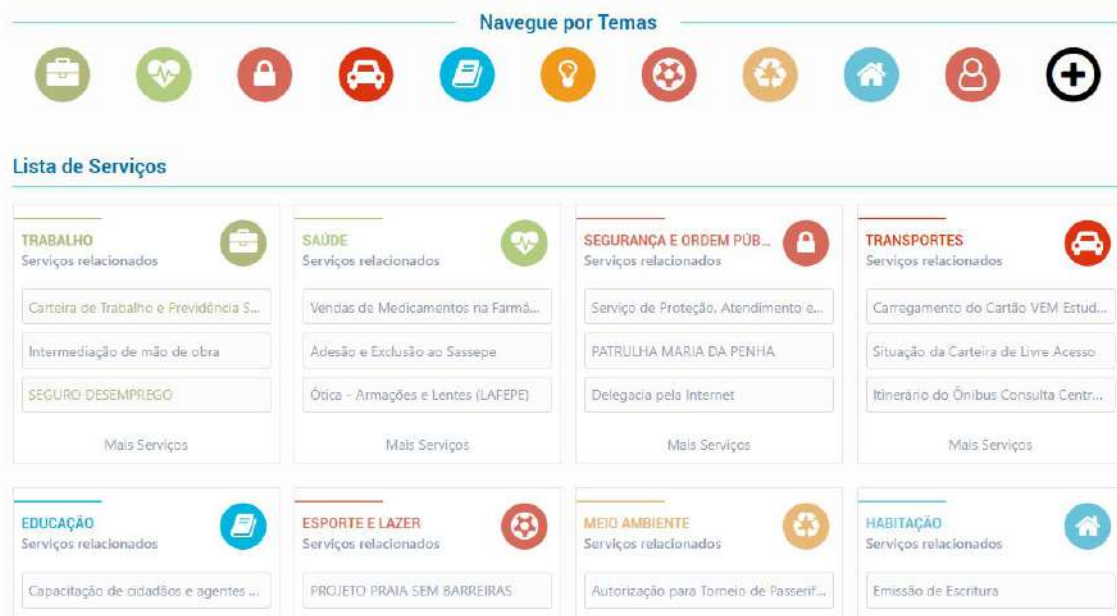 Navegue por Temas
Lista de Serviços
TRABALHO
Serviços relacionados
Carteira de Trabalho e Previdência S...
Intermediação de mão de obra
SEGURO DESEMPREGO
Mais Serviços
SAÚDE
Serviços relacionados
Vendas de Medicamentos na Farmá...
Adesão e Exclusão ao Sassepe
Ótica - Armações e Lentes (LAFEPE)
Mais Serviços
SEGURANÇA E ORDEM PÚB...
Serviços relacionados
Serviço de Proteção, Atendimento e...
PATRULHA MARIA DA PENHA
Delegacia pela Internet
Mais Serviços
TRANSPORTES
Serviços relacionados
Carregamento do Cartão VEM Estud...
Situação da Carteira de Livre Acesso
Itinerário do Ônibus Consulta Centr...
Mais Serviços
EDUCAÇÃO
Serviços relacionados
Capacitação de cidadãos e agentes ...
ESPORTE E LAZER
Serviços relacionados
PROJETO PRAIA SEM BARREIRAS
MEIO AMBIENTE
Serviços relacionados
Autorização para Torneio de Passerif...
HABITAÇÃO
Serviços relacionados
Emissão de Escritura